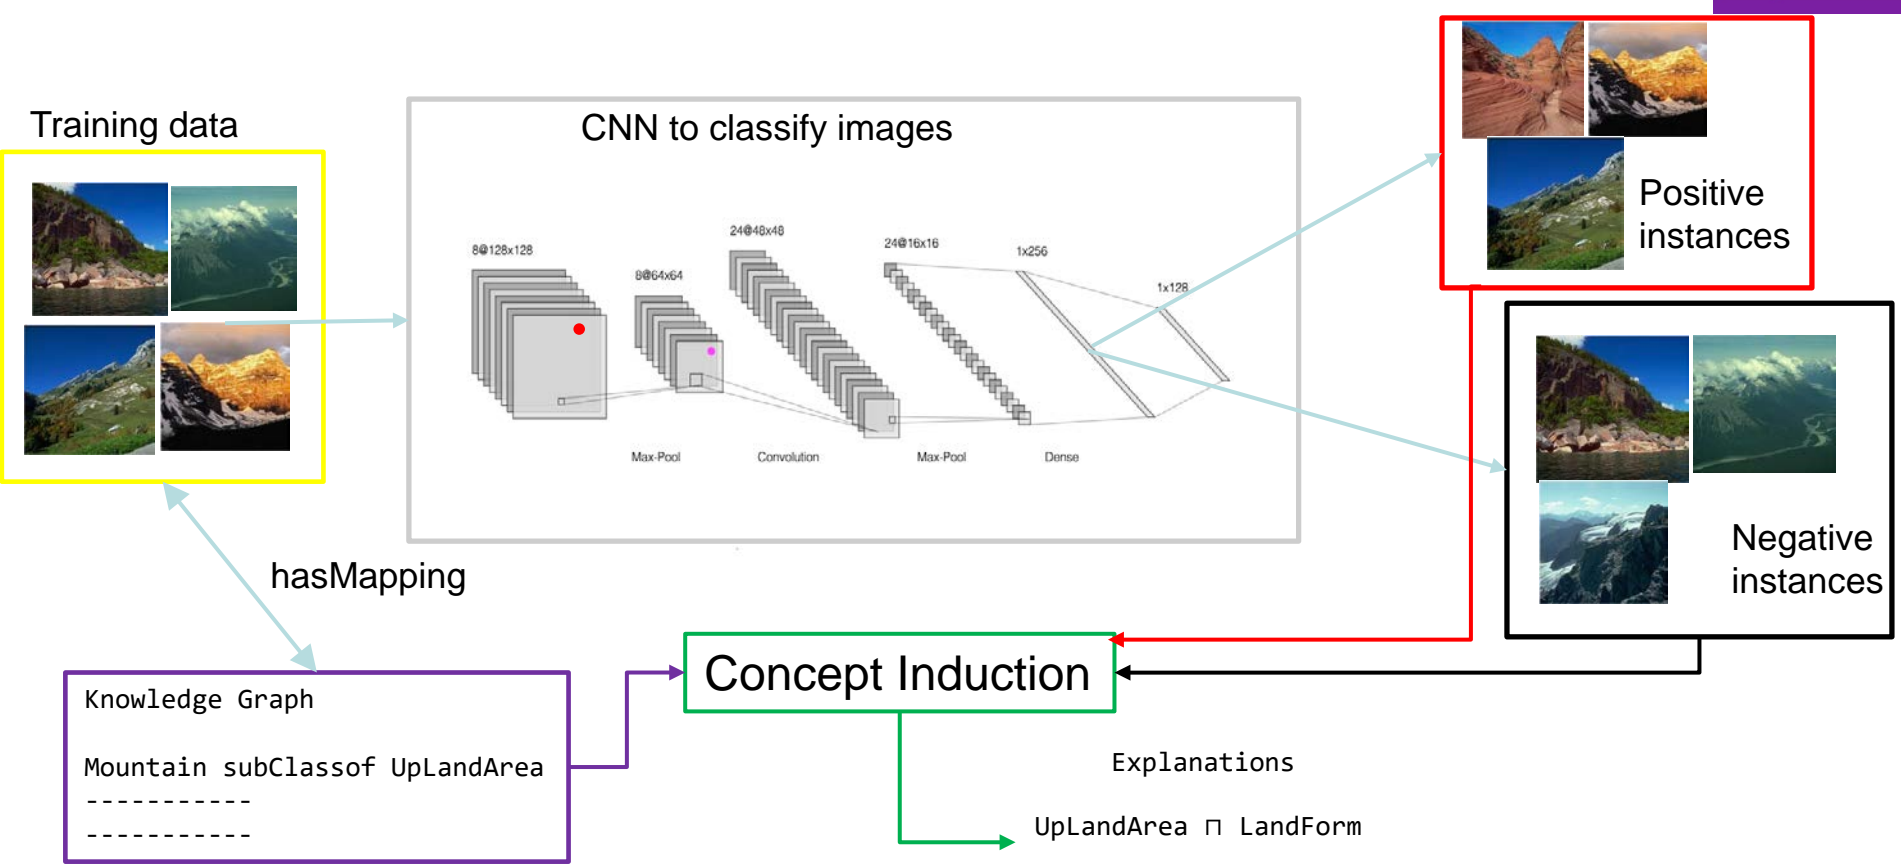 Training data
CNN to classify images
8@128x128
8@64x64
24@48x48
24@16x16
1x256
1x128
Max-Pool
Convolution
Max-Pool
Dense
Positive
instances
Negative
instances
hasMapping
Knowledge Graph
Mountain subClassof UpLandArea
-----------
-----------
Concept Induction
Explanations
UpLandArea ⊓ LandForm